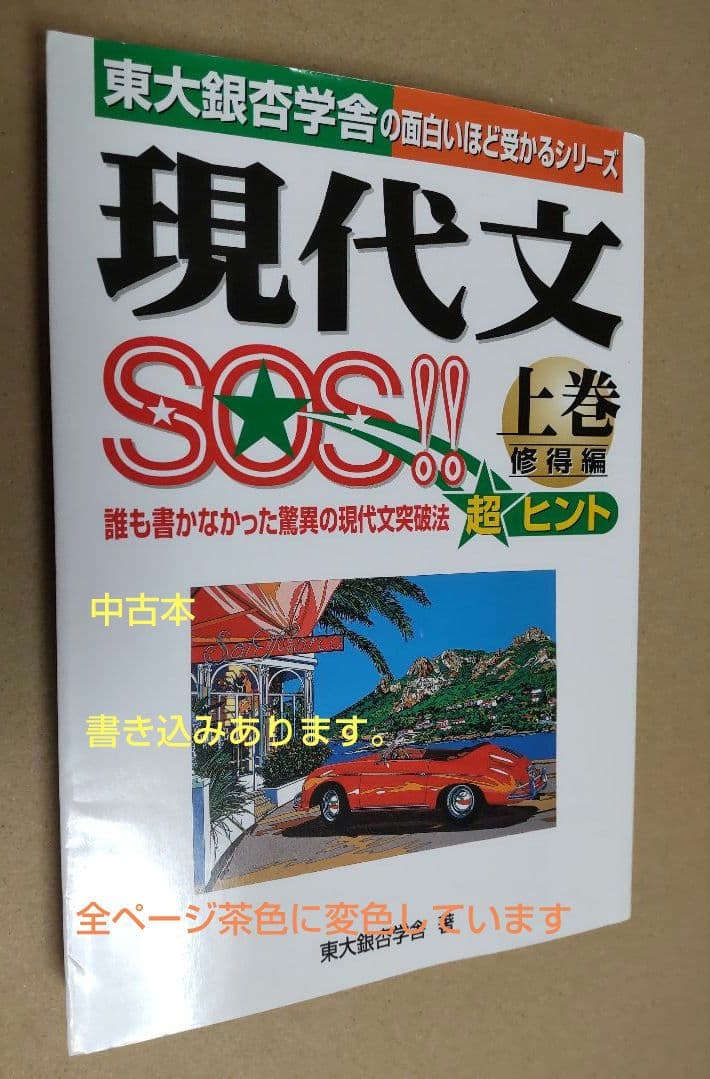 東大銀杏学舎の面白いほど受かるシリーズ
現代文
SOS!!
上巻
修得編
誰も書かなかった驚異の現代文突破法
超ヒント
中古本
書き込みあります。
全ページ茶色に変色しています
東大銀杏学舎 著